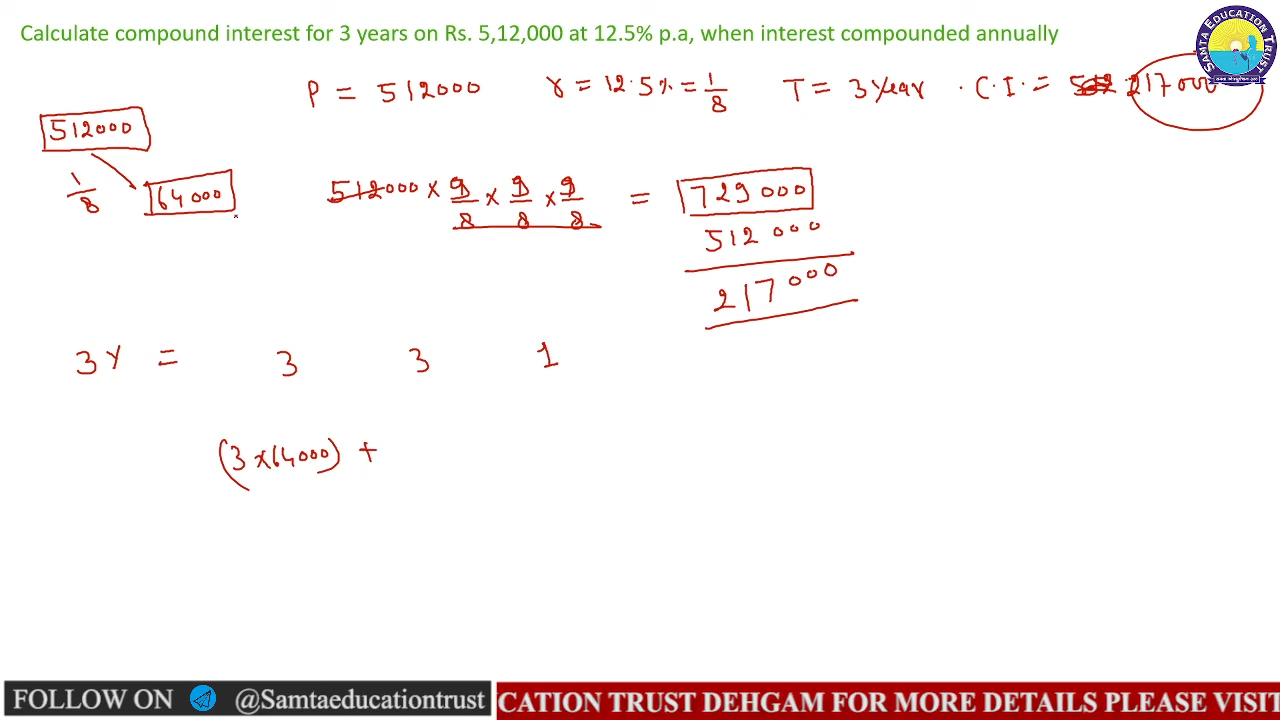 Calculate compound interest for 3 years on Rs. 5,12,000 at 12.5% p.a, when interest compounded annually
SAMTA EDUCATION TRUST
P = 512000 r = 12.5% = 1/8 T = 3 Year . C.I. = 217000
512000
1/8 64000
512000 × 9/8 × 9/8 × 9/8 = 729000
512000
217000
3Y = 3 3 1
(3×64000) +
FOLLOW ON @Samtaeducationtrust CATION TRUST DEHGAM FOR MORE DETAILS PLEASE VISIT